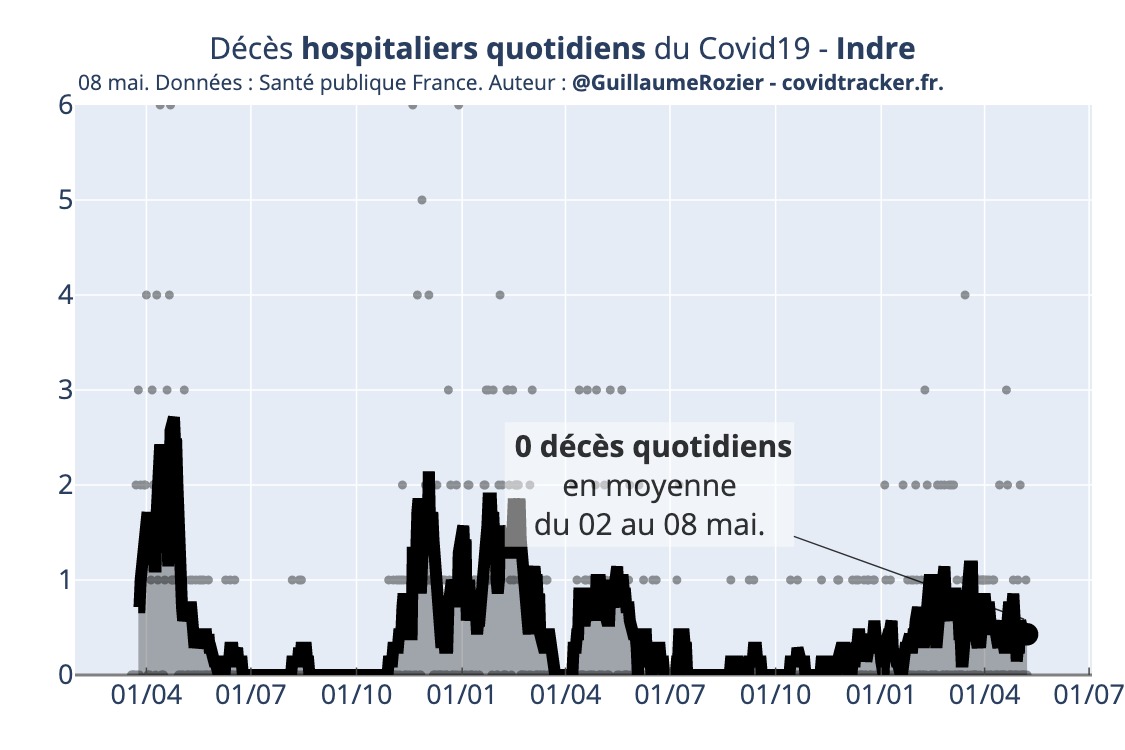 Décès hospitaliers quotidiens du Covid19 - Indre
08 mai. Données : Santé publique France. Auteur : @GuillaumeRozier - covidtracker.fr.
6
5
4
3
2
1
0
0 décès quotidiens
en moyenne
du 02 au 08 mai.
01/04 01/07 01/10 01/01 01/04 01/07 01/10 01/01 01/04 01/07